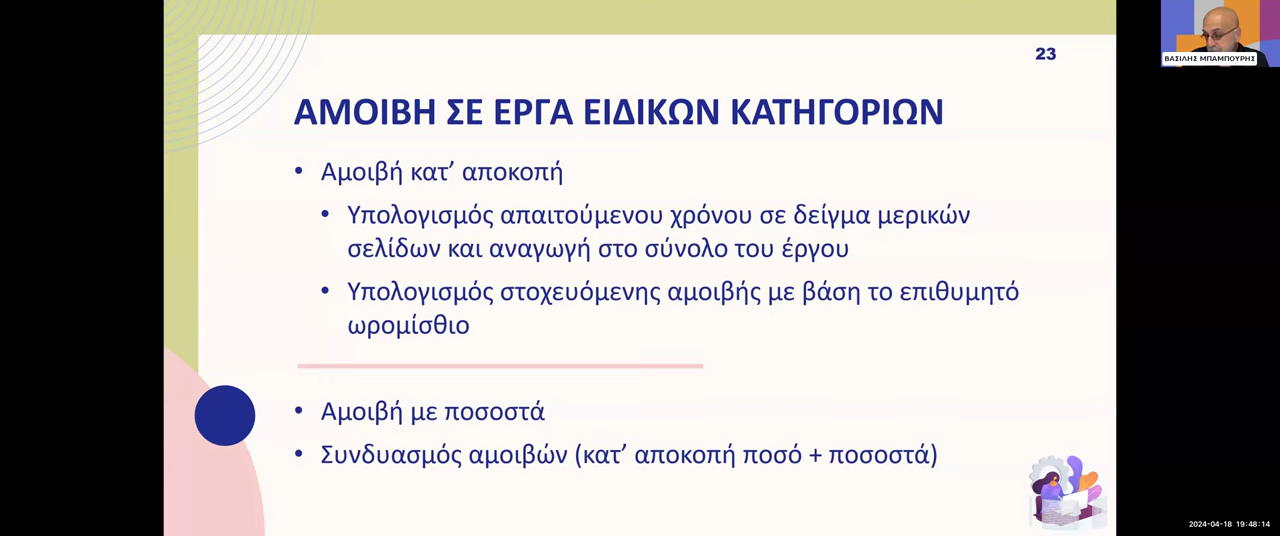 23
ΒΑΣΙΛΗΣ ΜΠΑΜΠΟΥΡΗΣ
ΑΜΟΙΒΗ ΣΕ ΕΡΓΑ ΕΙΔΙΚΩΝ ΚΑΤΗΓΟΡΙΩΝ
• Αμοιβή κατ’ αποκοπή
• Υπολογισμός απαιτούμενου χρόνου σε δείγμα μερικών
σελίδων και αναγωγή στο σύνολο του έργου
• Υπολογισμός στοχευόμενης αμοιβής με βάση το επιθυμητό
ωρομίσθιο
• Αμοιβή με ποσοστά
• Συνδυασμός αμοιβών (κατ’ αποκοπή ποσό + ποσοστά)
2024-04-18 19:48:14